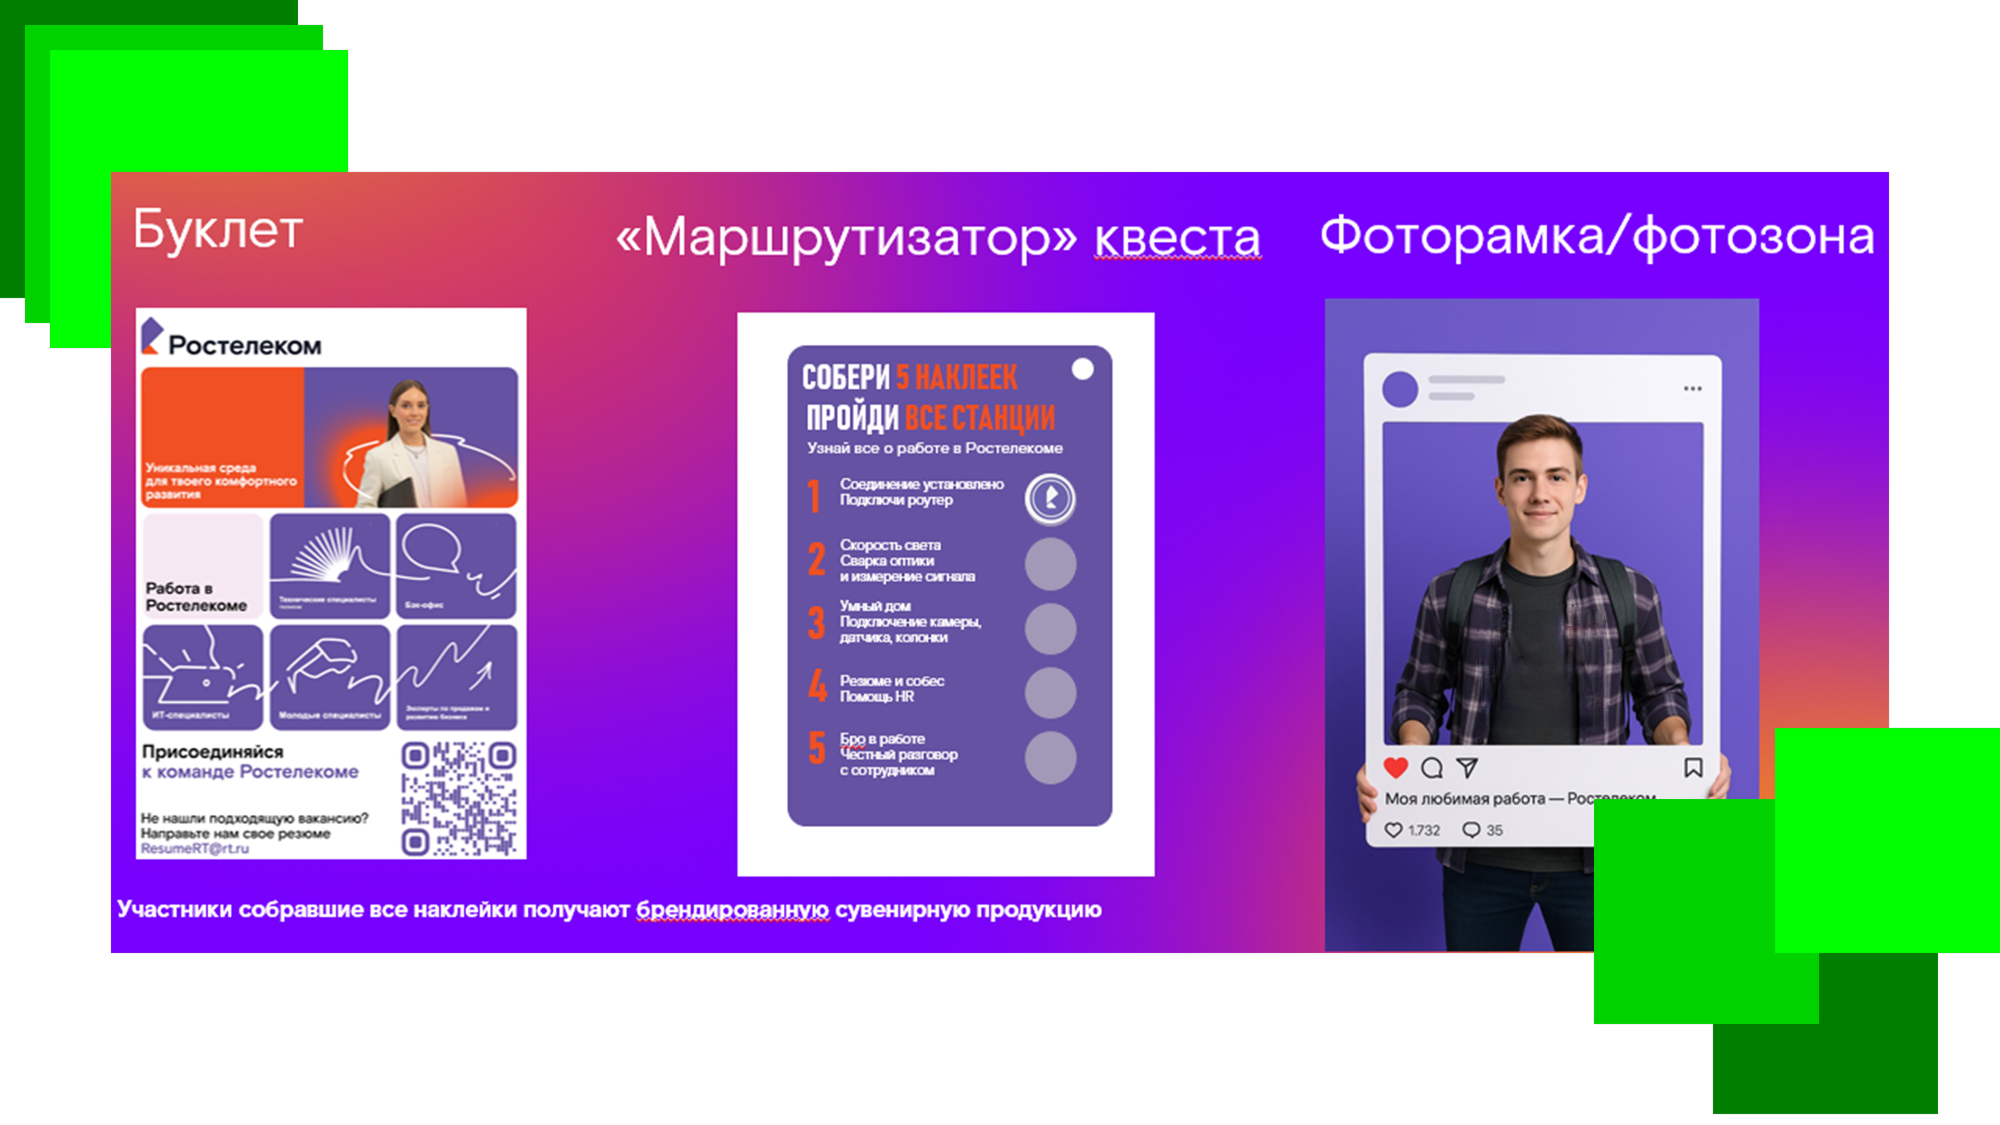 Буклет
«Маршрутизатор» квеста
Фоторамка/фотозона
Ростелеком
Уникальная среда
для твоего комфортного
развития
Работа в
Ростелекоме
Технические специалисты
Бэк-офис
ИТ-специалисты
Молодые специалисты
Эксперты по продажам и
развитию бизнеса
Присоединяйся
к команде Ростелекоме
Не нашли подходящую вакансию?
Направьте нам свое резюме
ResumeRT@rt.ru
СОБЕРИ 5 НАКЛЕЕК
ПРОЙДИ ВСЕ СТАНЦИИ
Узнай все о работе в Ростелекоме
1 Соединение установлено
Подключи роутер
2 Скорость света
Сварка оптики
и измерение сигнала
3 Умный дом
Подключение камеры,
датчика, колонки
4 Резюме и собес
Помощь HR
5 Бро в работе
Честный разговор
с сотрудником
Моя любимая работа — Ростелеком
1.732 35
Участники собравшие все наклейки получают брендированную сувенирную продукцию